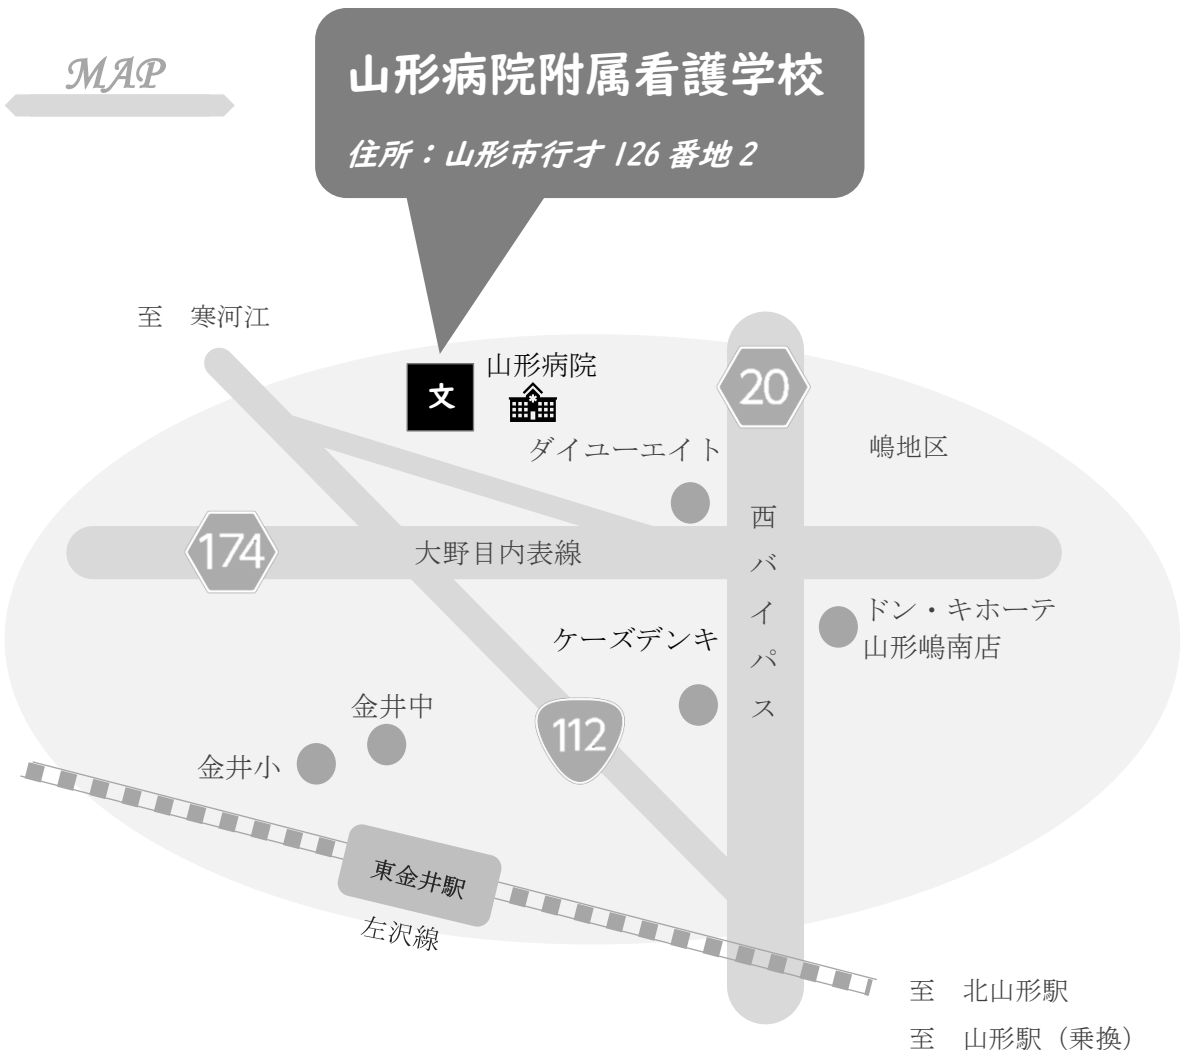 MAP
山形病院附属看護学校
住所：山形市行才 126 番地 2
至　寒河江
山形病院
文
20
ダイユーエイト
嶋地区
西バイパス
174
大野目内表線
ドン・キホーテ
山形嶋南店
ケーズデンキ
金井中
112
金井小
東金井駅
左沢線
至　北山形駅
至　山形駅（乗換）